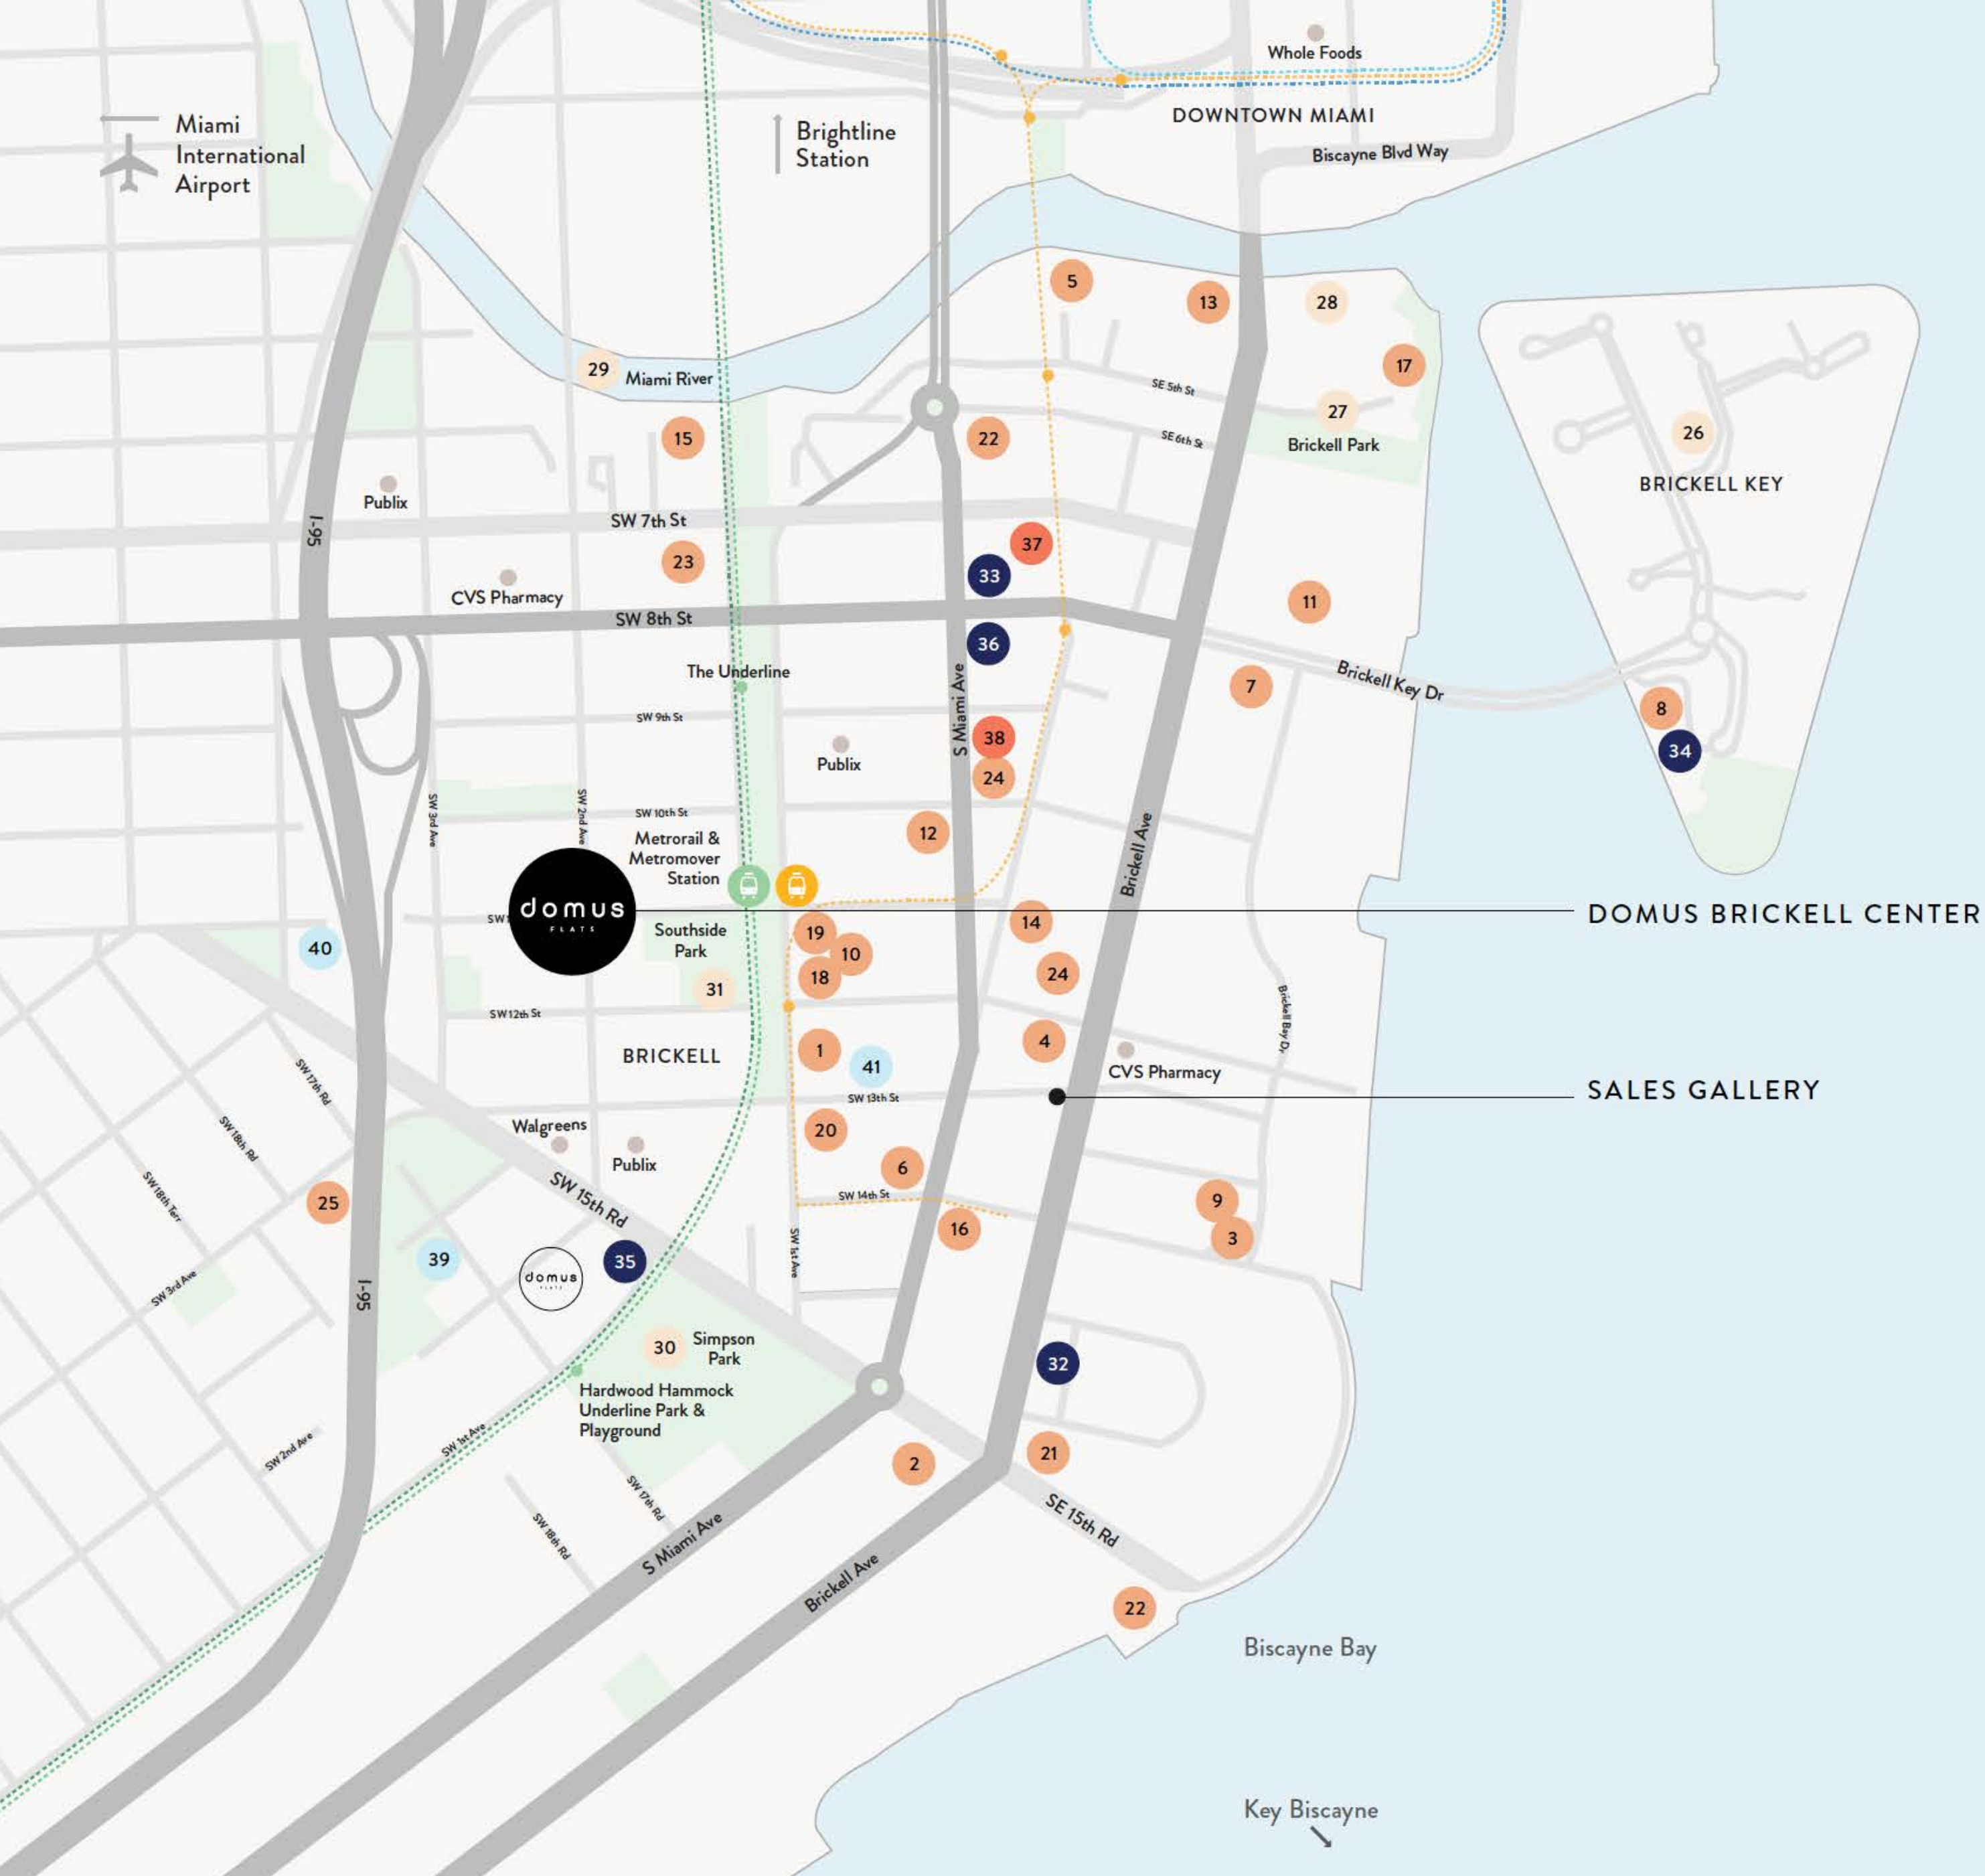 Whole Foods
DOWNTOWN MIAMI
Biscayne Blvd Way
Miami
International
Airport
Brightline
Station
5
13
28
17
29
Miami River
SE 5th St
27
Brickell Park
SE 6th St
15
22
26
BRICKELL KEY
Publix
I-95
SW 7th St
37
33
23
CVS Pharmacy
SW 8th St
11
36
The Underline
Brickell Key Dr
7
8
34
SW 9th St
S Miami Ave
38
24
Publix
SW 3rd Ave
SW 2nd Ave
SW 10th St
12
Brickell Ave
Metrorail &
Metromover
Station
domus
FLATS
DOMUS BRICKELL CENTER
40
Southside
Park
19
10
18
14
24
31
SW 12th St
Brickell Bay Dr
BRICKELL
1
41
4
CVS Pharmacy
SW 13th St
SALES GALLERY
SW 17th Rd
SW 18th Rd
SW 18th Terr
Walgreens
Publix
20
6
SW 15th Rd
SW 14th St
25
9
3
16
SW 1st Ave
39
35
domus
FLATS
SW 3rd Ave
I-95
30
Simpson
Park
32
Hardwood Hammock
Underline Park &
Playground
SW 1st Ave
SW 2nd Ave
2
21
SW 17th Rd
SW 18th Rd
S Miami Ave
SE 15th Rd
Brickell Ave
22
Biscayne Bay
Key Biscayne